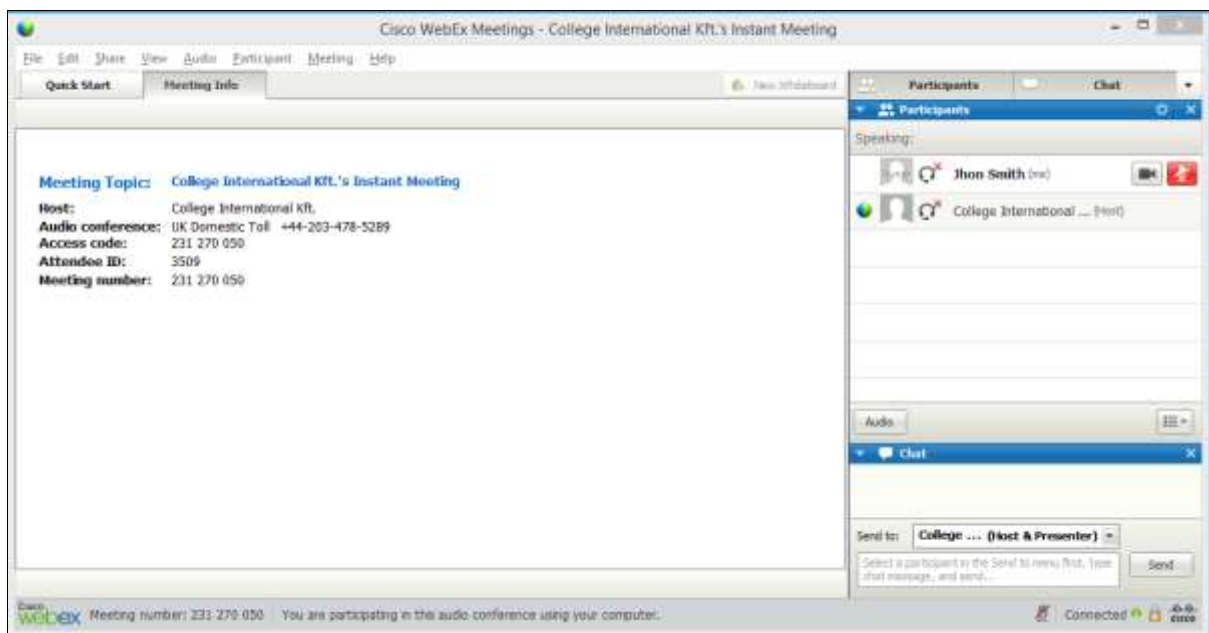 Cisco WebEx Meetings - College International Kft.'s Instant Meeting
File Edit Share View Audio Participant Meeting Help
Quick Start Meeting Info New Whiteboard
Meeting Topic: College International Kft.'s Instant Meeting
Host: College International Kft.
Audio conference: UK Domestic Toll +44-203-478-5289
Access code: 231 270 050
Attendee ID: 3509
Meeting number: 231 270 050
Participants Chat
Participants
Speaking:
Jhon Smith (me)
College International ... (Host)
Audio
Chat
Send to: College ... (Host & Presenter)
Select a participant in the Send to menu first, type
chat message, and send...
Send
Cisco
webex Meeting number: 231 270 050 You are participating in the audio conference using your computer.
Connected
CISCO